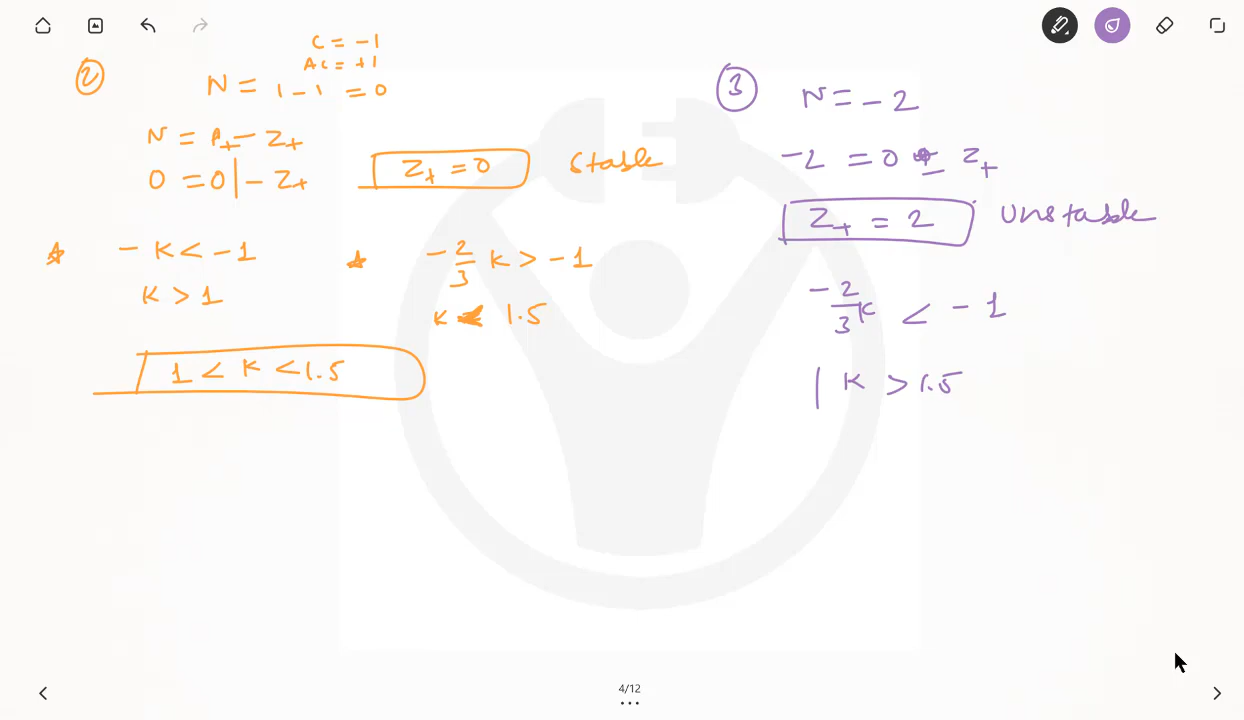 ②
C = -1
AC = +1
N = 1 - 1 = 0
N = P₊ - Z₊
0 = 0 | - Z₊
Z₊ = 0 Stable
☆ - K < -1
K > 1
☆ - 2/3 K > -1
K < 1.5
1 < K < 1.5
③ N = -2
-2 = 0 - Z₊
Z₊ = 2 Unstable
- 2/3 K < -1
| K > 1.5
4/12